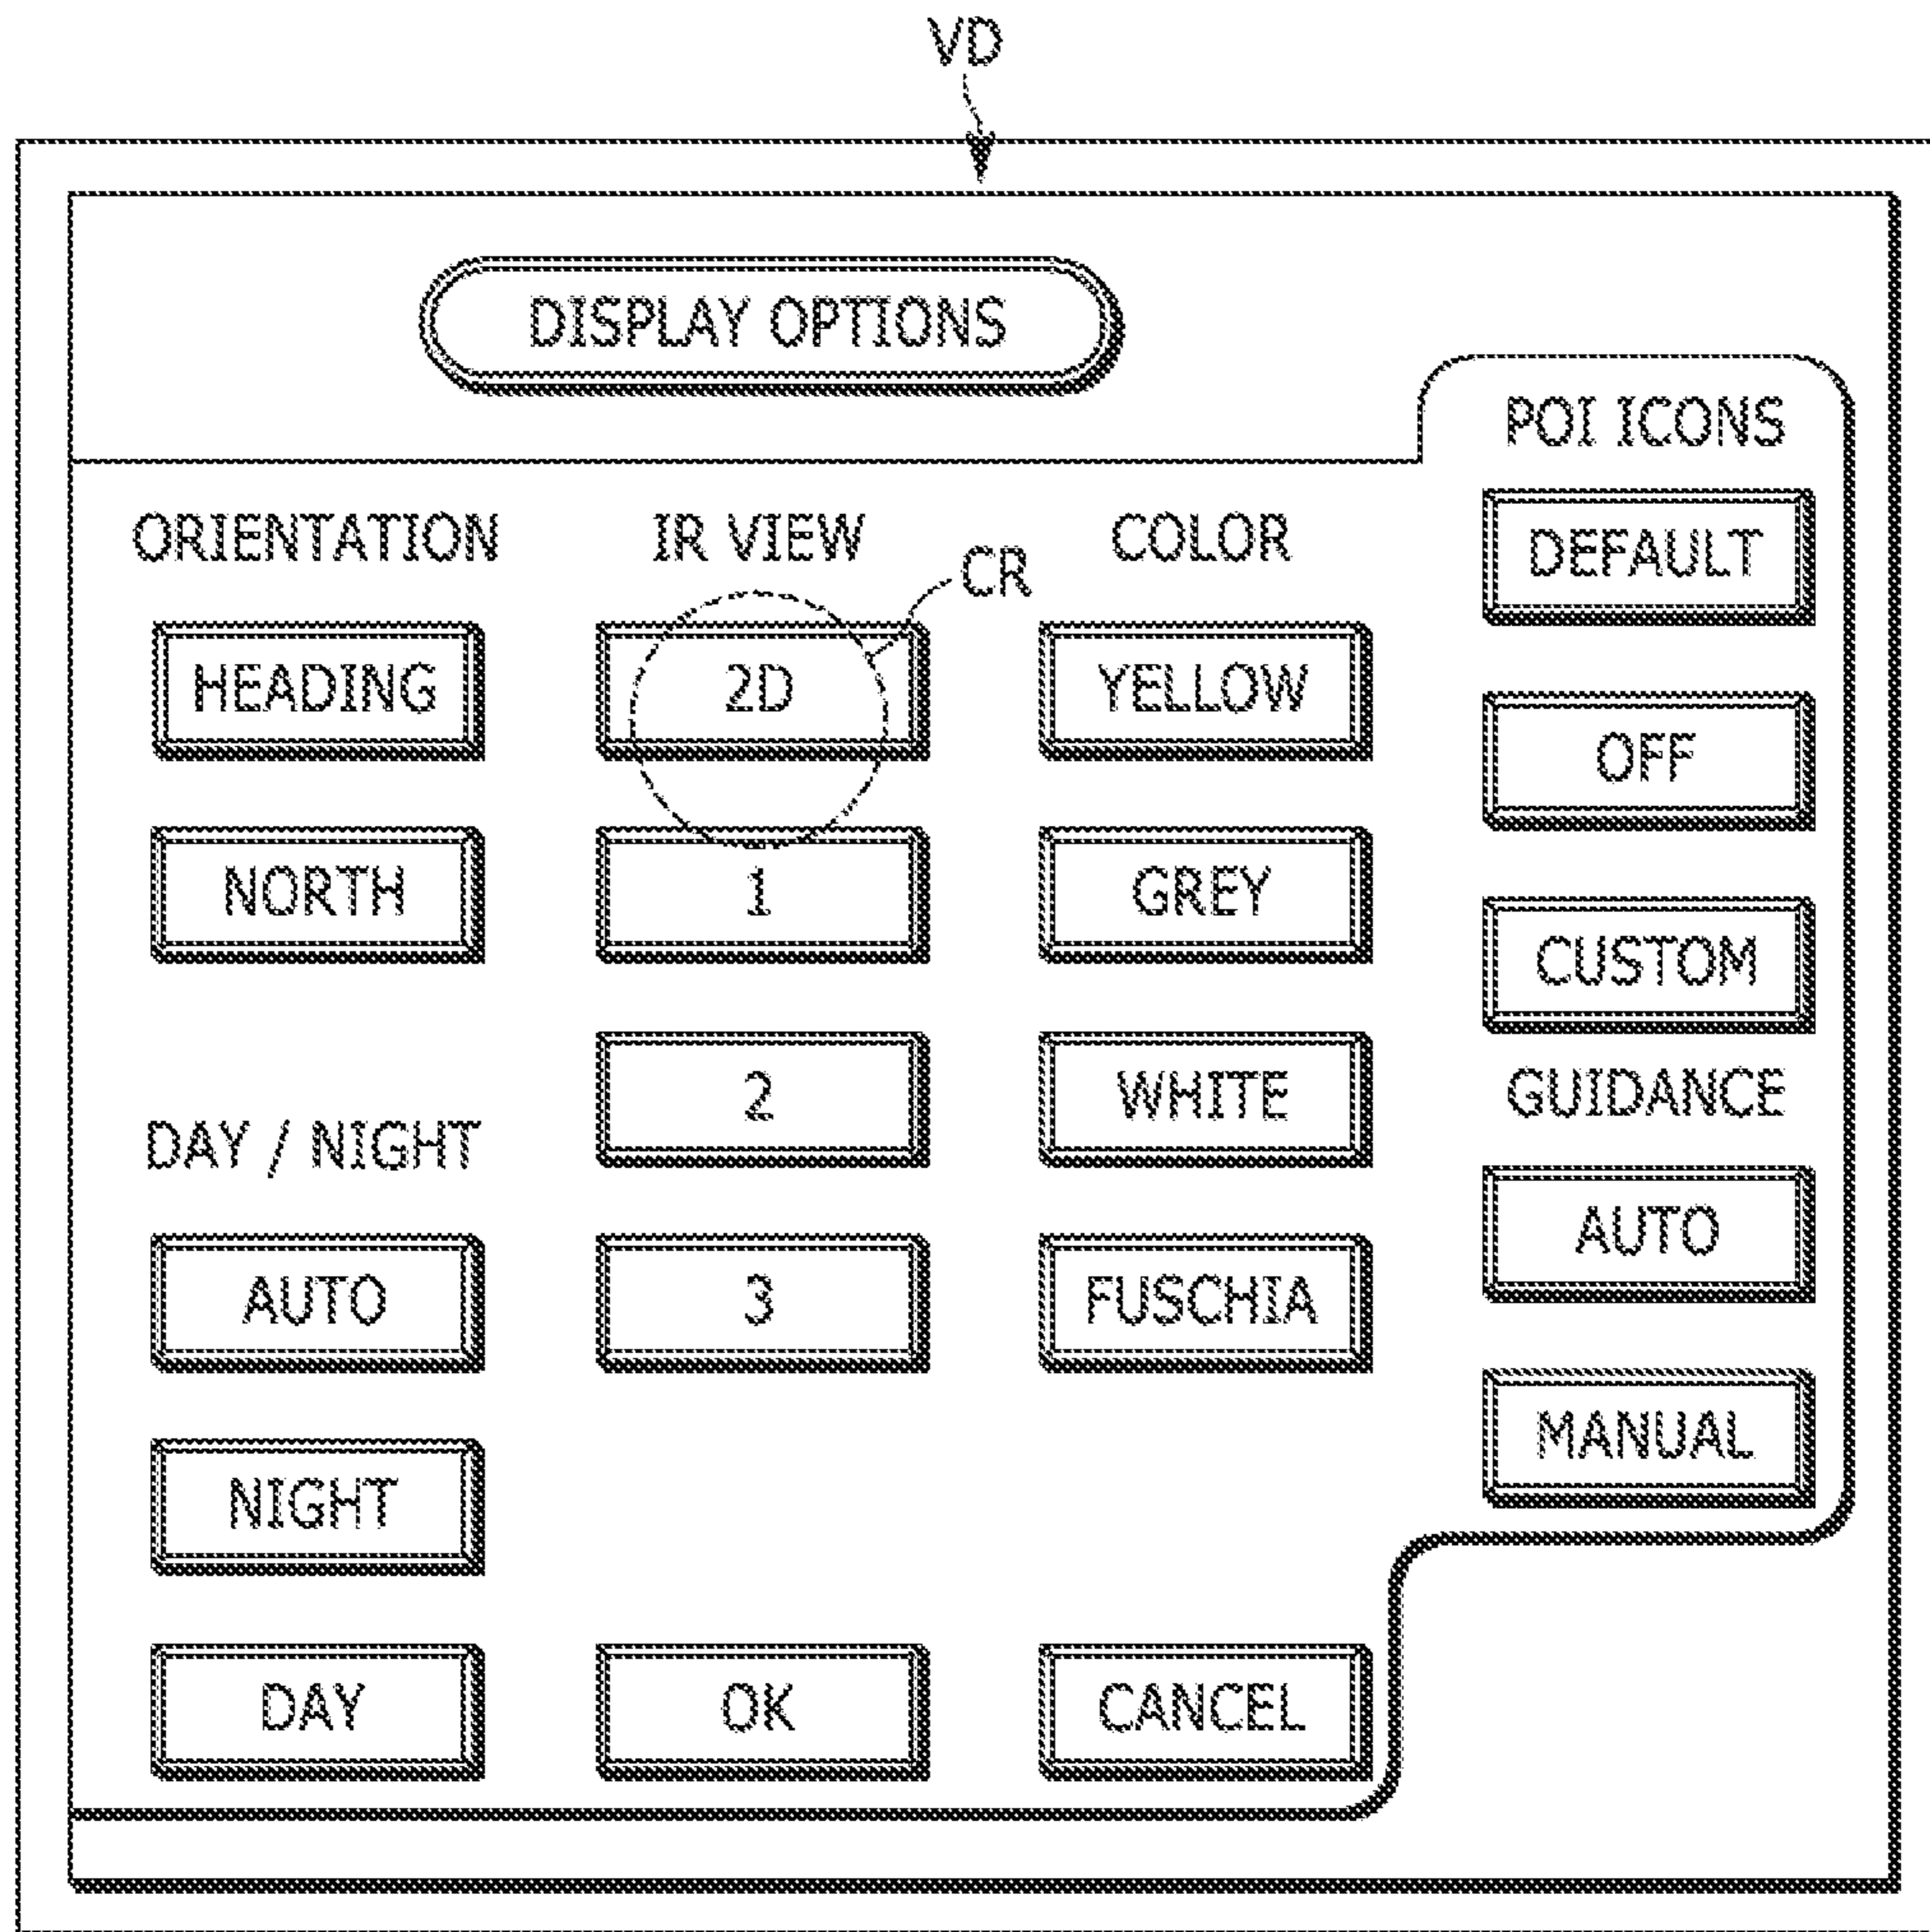 VD
DISPLAY OPTIONS
ORIENTATION
HEADING
NORTH
DAY / NIGHT
AUTO
NIGHT
DAY
IR VIEW
CR
2D
1
2
3
OK
COLOR
YELLOW
GREY
WHITE
FUSCHIA
CANCEL
POI ICONS
DEFAULT
OFF
CUSTOM
GUIDANCE
AUTO
MANUAL